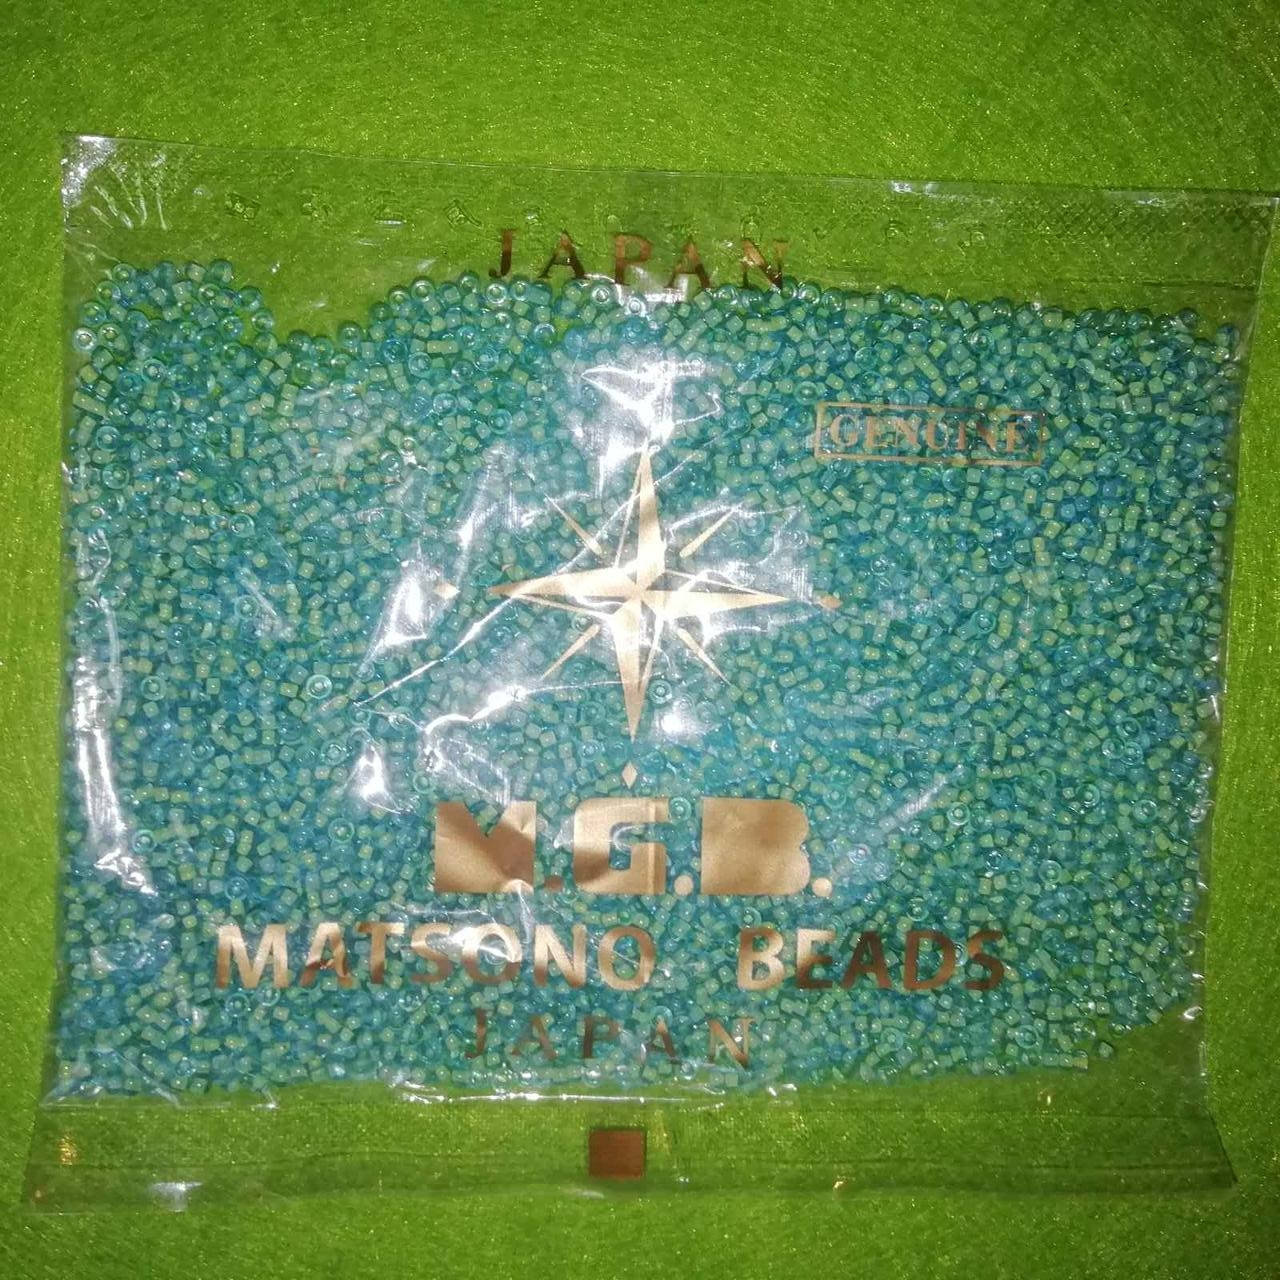 JAPAN
GENUINE
M.G.B.
MATSONO BEADS
JAPAN